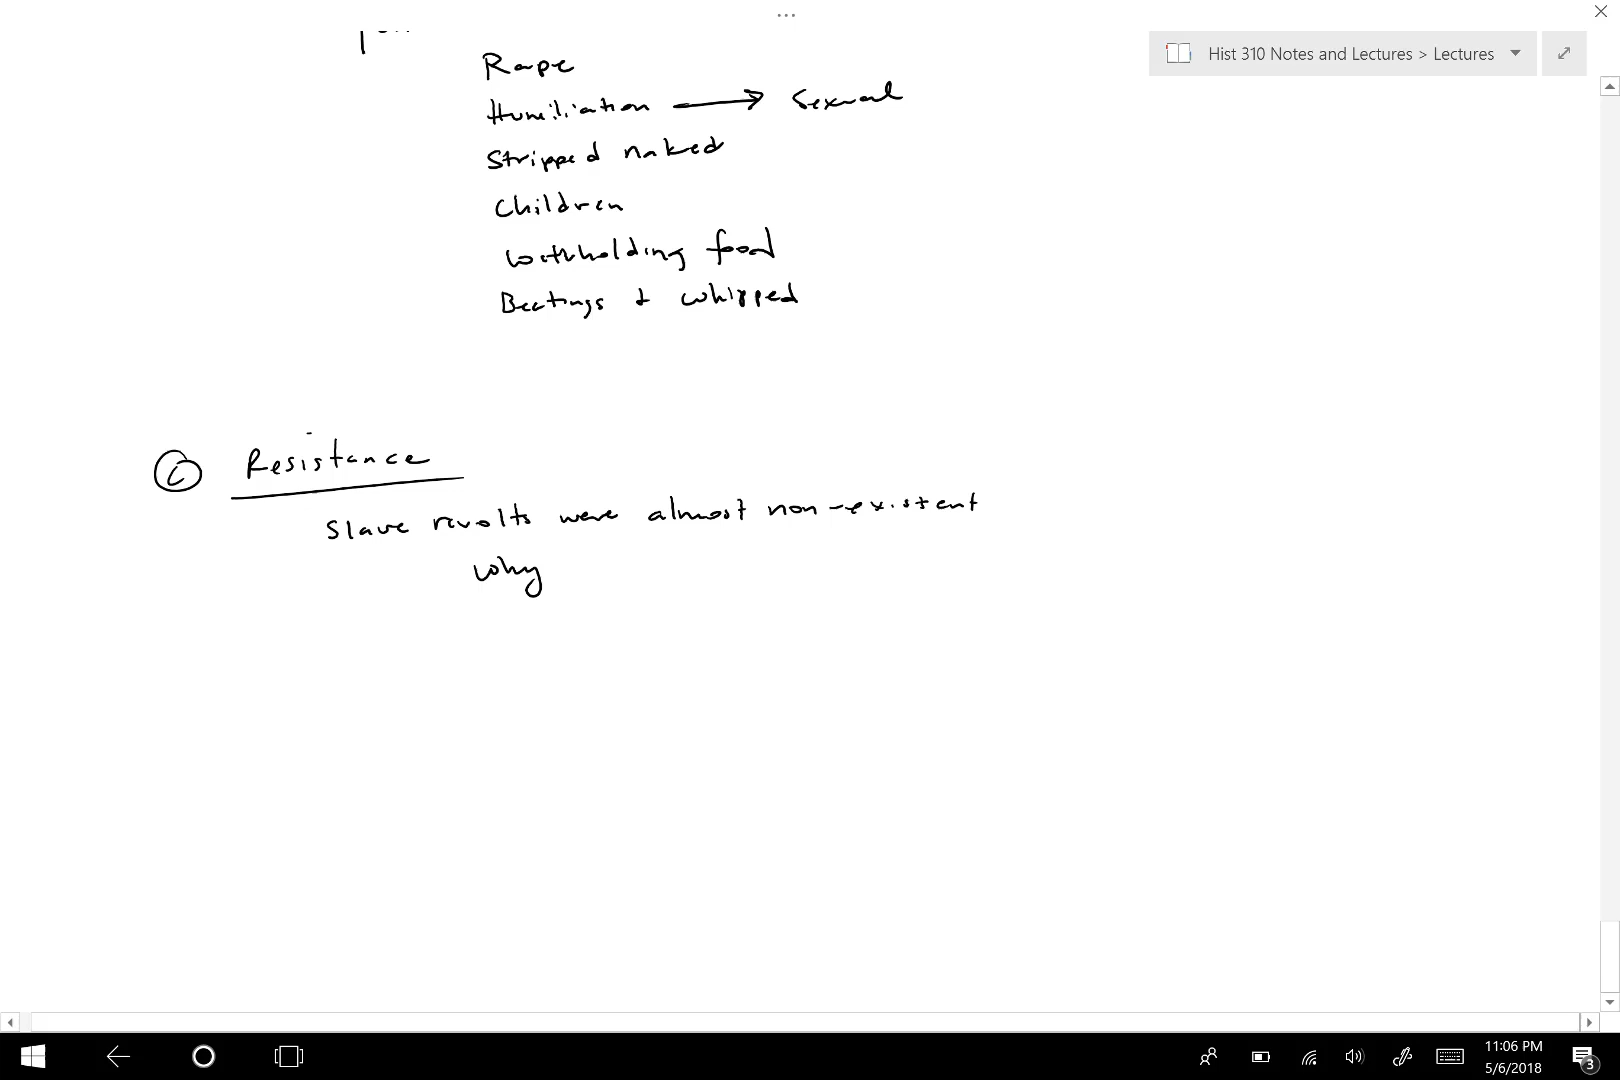 ...
Hist 310 Notes and Lectures > Lectures
Rape
Humiliation → Sexual
Stripped naked
Children
Withholding food
Beatings + whipped
C Resistance
Slave revolts were almost non-existent
Why
11:06 PM
5/6/2018
3